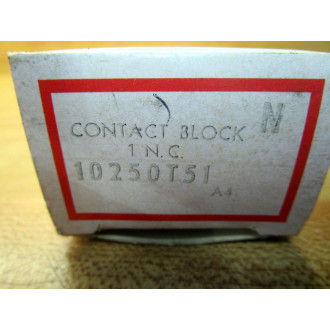 N
CONTACT BLOCK
1 N.C.
10250T51
A4